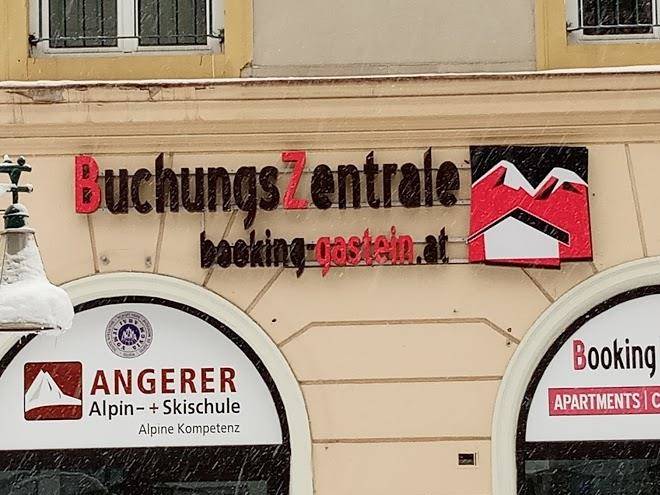 BuchungsZentrale
booking-gastein.at
ANGERER
Alpin- + Skischule
Alpine Kompetenz
Booking
APARTMENTS | C